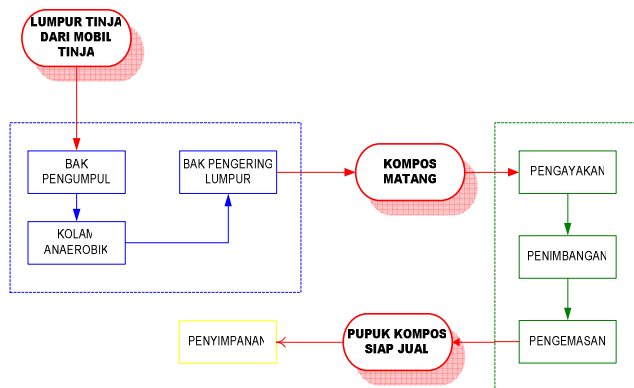 LUMPUR TINJA
DARI MOBIL
TINJA
BAK
PENGUMPUL
BAK PENGERING
LUMPUR
KOLAM
ANAEROBIK
KOMPOS
MATANG
PENGAYAKAN
PENIMBANGAN
PENGEMASAN
PUPUK KOMPOS
SIAP JUAL
PENYIMPANAN